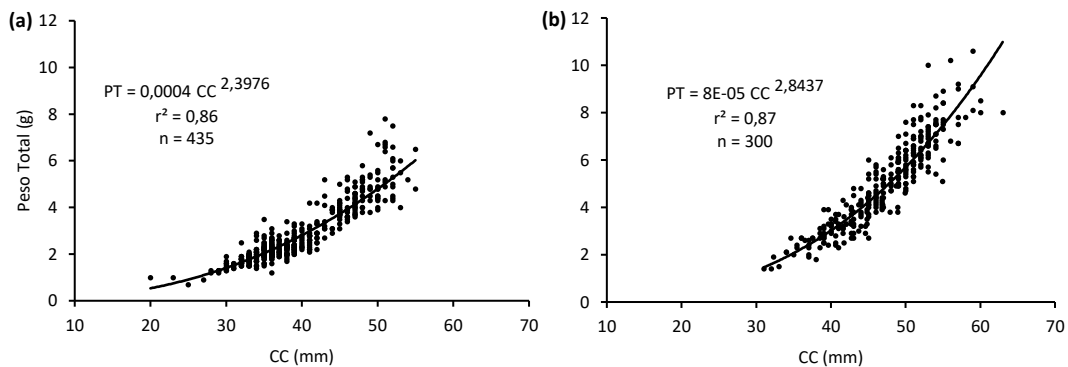 (a)
12
10
8
6
4
2
0
Peso Total (g)
PT = 0,0004 CC 2,3976
r² = 0,86
n = 435
10 20 30 40 50 60 70
CC (mm)
(b)
12
10
8
6
4
2
0
PT = 8E-05 CC 2,8437
r² = 0,87
n = 300
10 20 30 40 50 60 70
CC (mm)